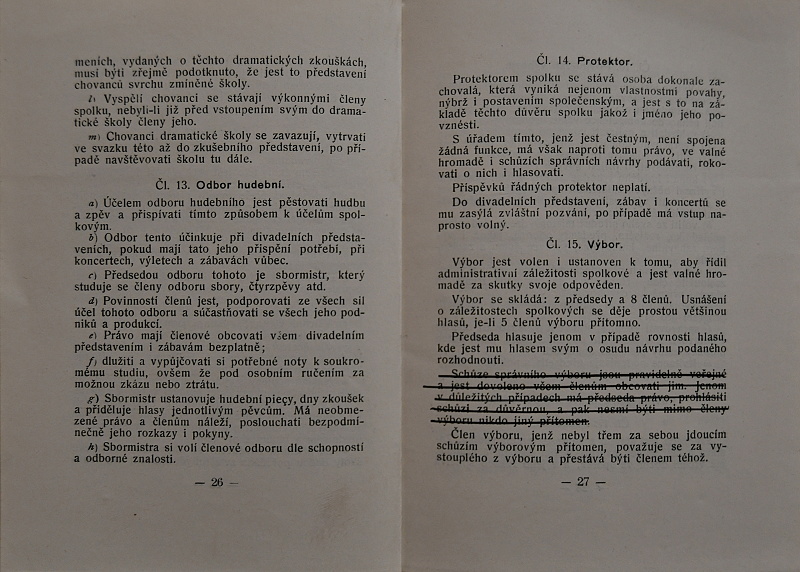 meních, vydaných o těchto dramatických zkouškách,
musí býti zřejmě podotknuto, že jest to představení
chovanců svrchu zmíněné školy.
l) Vyspělí chovanci se stávají výkonnými členy
spolku, nebyli-li již před vstoupením svým do drama-
tické školy členy jeho.
m) Chovanci dramatické školy se zavazují, vytrvati
ve svazku této až do zkušebního představení, po pří-
padě navštěvovati školu tu dále.
Čl. 13. Odbor hudební.
a) Účelem odboru hudebního jest pěstovati hudbu
a zpěv a přispívati tímto způsobem k účelům spol-
kovým.
b) Odbor tento účinkuje při divadelních představe-
veních, pokud mají tato jeho přispění potřebí, při
koncertech, výletech a zábavách vůbec.
c) Předsedou odboru tohoto je sbormistr, který
studuje se členy odboru sbory, čtyrzpěvy atd.
d) Povinností členů jest, podporovati ze všech sil
účel tohoto odboru a súčastňovati se všech jeho pod-
niků a produkcí.
e) Právo mají členové obcovati všem divadelním
představením i zábavám bezplatně;
f) dlužiti a vypůjčovati si potřebné noty k soukro-
mému studiu, ovšem že pod osobním ručením za
možnou zkázu nebo ztrátu.
g) Sbormistr ustanovuje hudební pieçy, dny zkoušek
a přiděluje hlasy jednotlivým pěvcům. Má neobme-
zené právo a členům náleží, poslouchati bezpodmí-
nečně jeho rozkazy i pokyny.
h) Sbormistra si volí členové odboru dle schopností
a odborné znalosti.
— 26 —
Čl. 14. Protektor.
Protektorem spolku se stává osoba dokonale za-
chovalá, která vyniká nejenom vlastnostmi povahy,
nýbrž i postavením společenským, a jest s to na zá-
kladě těchto důvěru spolku jakož i jméno jeho po-
vznésti.
S úřadem tímto, jenž jest čestným, není spojena
žádná funkce, má však naproti tomu právo, ve valné
hromadě i schůzích správních návrhy podávati, roko-
vati o nich i hlasovati.
Příspěvků řádných protektor neplatí.
Do divadelních představení, zábav i koncertů se
mu zasýlá zvláštní pozvání, po případě má vstup na-
prosto volný.
Čl. 15. Výbor.
Výbor jest volen i ustanoven k tomu, aby řídil
administrativní záležitosti spolkové a jest valné hro-
madě za skutky svoje odpovědným.
Výbor se skládá: z předsedy a 8 členů. Usnášení
o záležitostech spolkových se děje prostou většinou
hlasů, je-li 5 členů výboru přítomno.
Předseda hlasuje jenom v případě rovnosti hlasů,
kde jest mu hlasem svým o osudu návrhu podaného
rozhodnouti.
Schůze správního výboru jsou pravidelně veřejné
a jest dovoleno všem členům obcovati jim. Jenom
v důležitých případech má předseda právo, prohlásiti
schůzi za důvěrnou, a pak nesmí býti mimo členy
výboru nikdo jiný přítomen.
Člen výboru, jenž nebyl třem za sebou jdoucím
schůzím výborovým přítomen, považuje se za vy-
stouplého z výboru a přestává býti členem téhož.
— 27 —